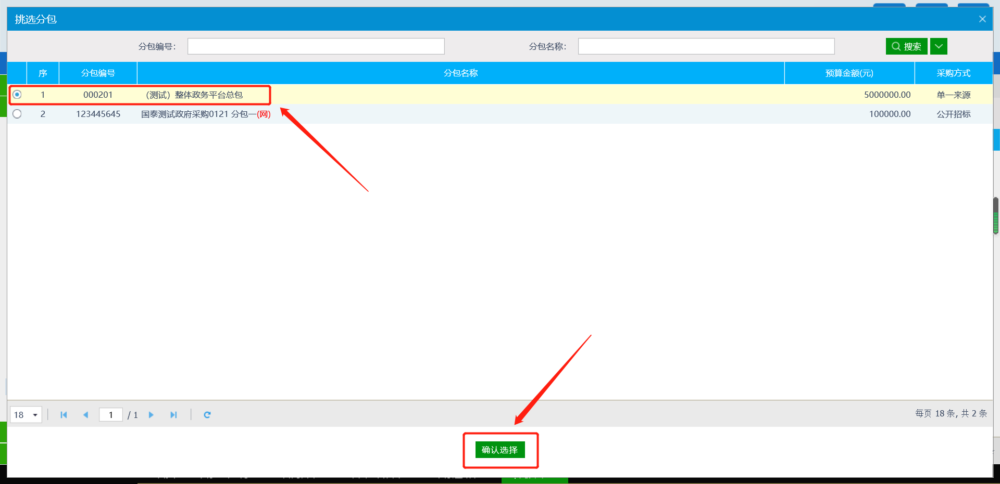 挑选分包
分包编号: 分包名称: 搜索
序 分包编号 分包名称 预算金额(元) 采购方式
1 000201 （测试）整体政务平台总包 5000000.00 单一来源
2 123445645 国泰测试政府采购0121 分包一(网) 100000.00 公开招标
18 1 / 1 每页 18 条, 共 2 条
确认选择